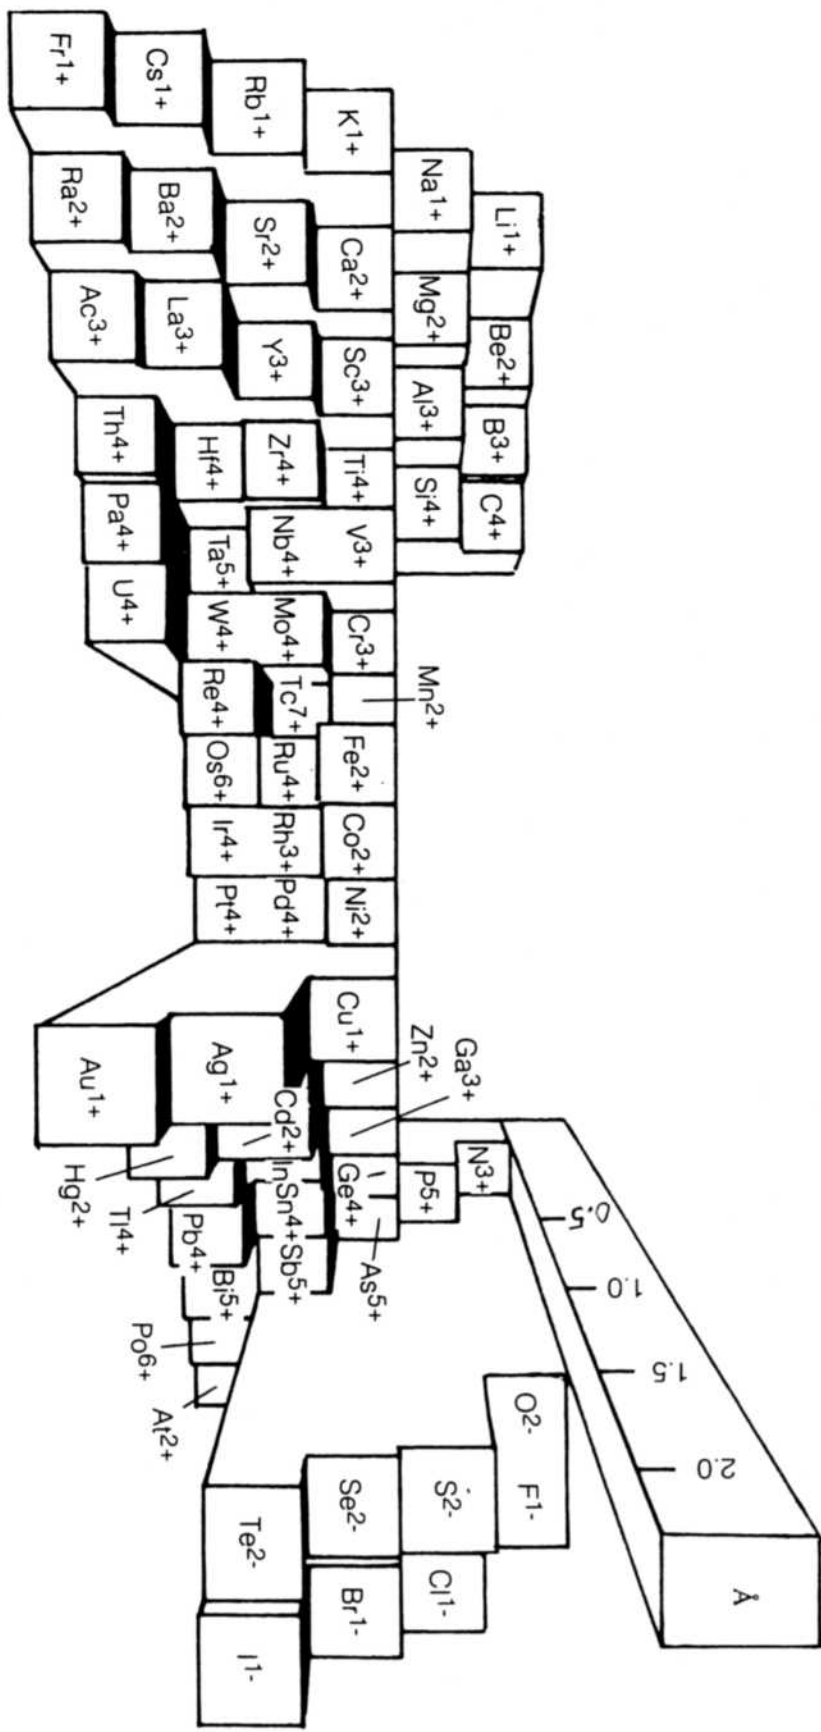 Li1+
Be2+
B3+
C4+
N3+
O2-
F1-
Na1+
Mg2+
Al3+
Si4+
P5+
S2-
Cl1-
K1+
Ca2+
Sc3+
Ti4+
V3+
Cr3+
Mn2+
Fe2+
Co2+
Ni2+
Cu1+
Zn2+
Ga3+
Ge4+
As5+
Se2-
Br1-
Rb1+
Sr2+
Y3+
Zr4+
Nb4+
Mo4+
Tc7+
Ru4+
Rh3+
Pd4+
Ag1+
Cd2+
In
Sn4+
Sb5+
Te2-
I1-
Cs1+
Ba2+
La3+
Hf4+
Ta5+
W4+
Re4+
Os6+
Ir4+
Pt4+
Au1+
Hg2+
Tl4+
Pb4+
Bi5+
Po6+
At2+
Fr1+
Ra2+
Ac3+
Th4+
Pa4+
U4+
0.5
1.0
1.5
2.0
Å